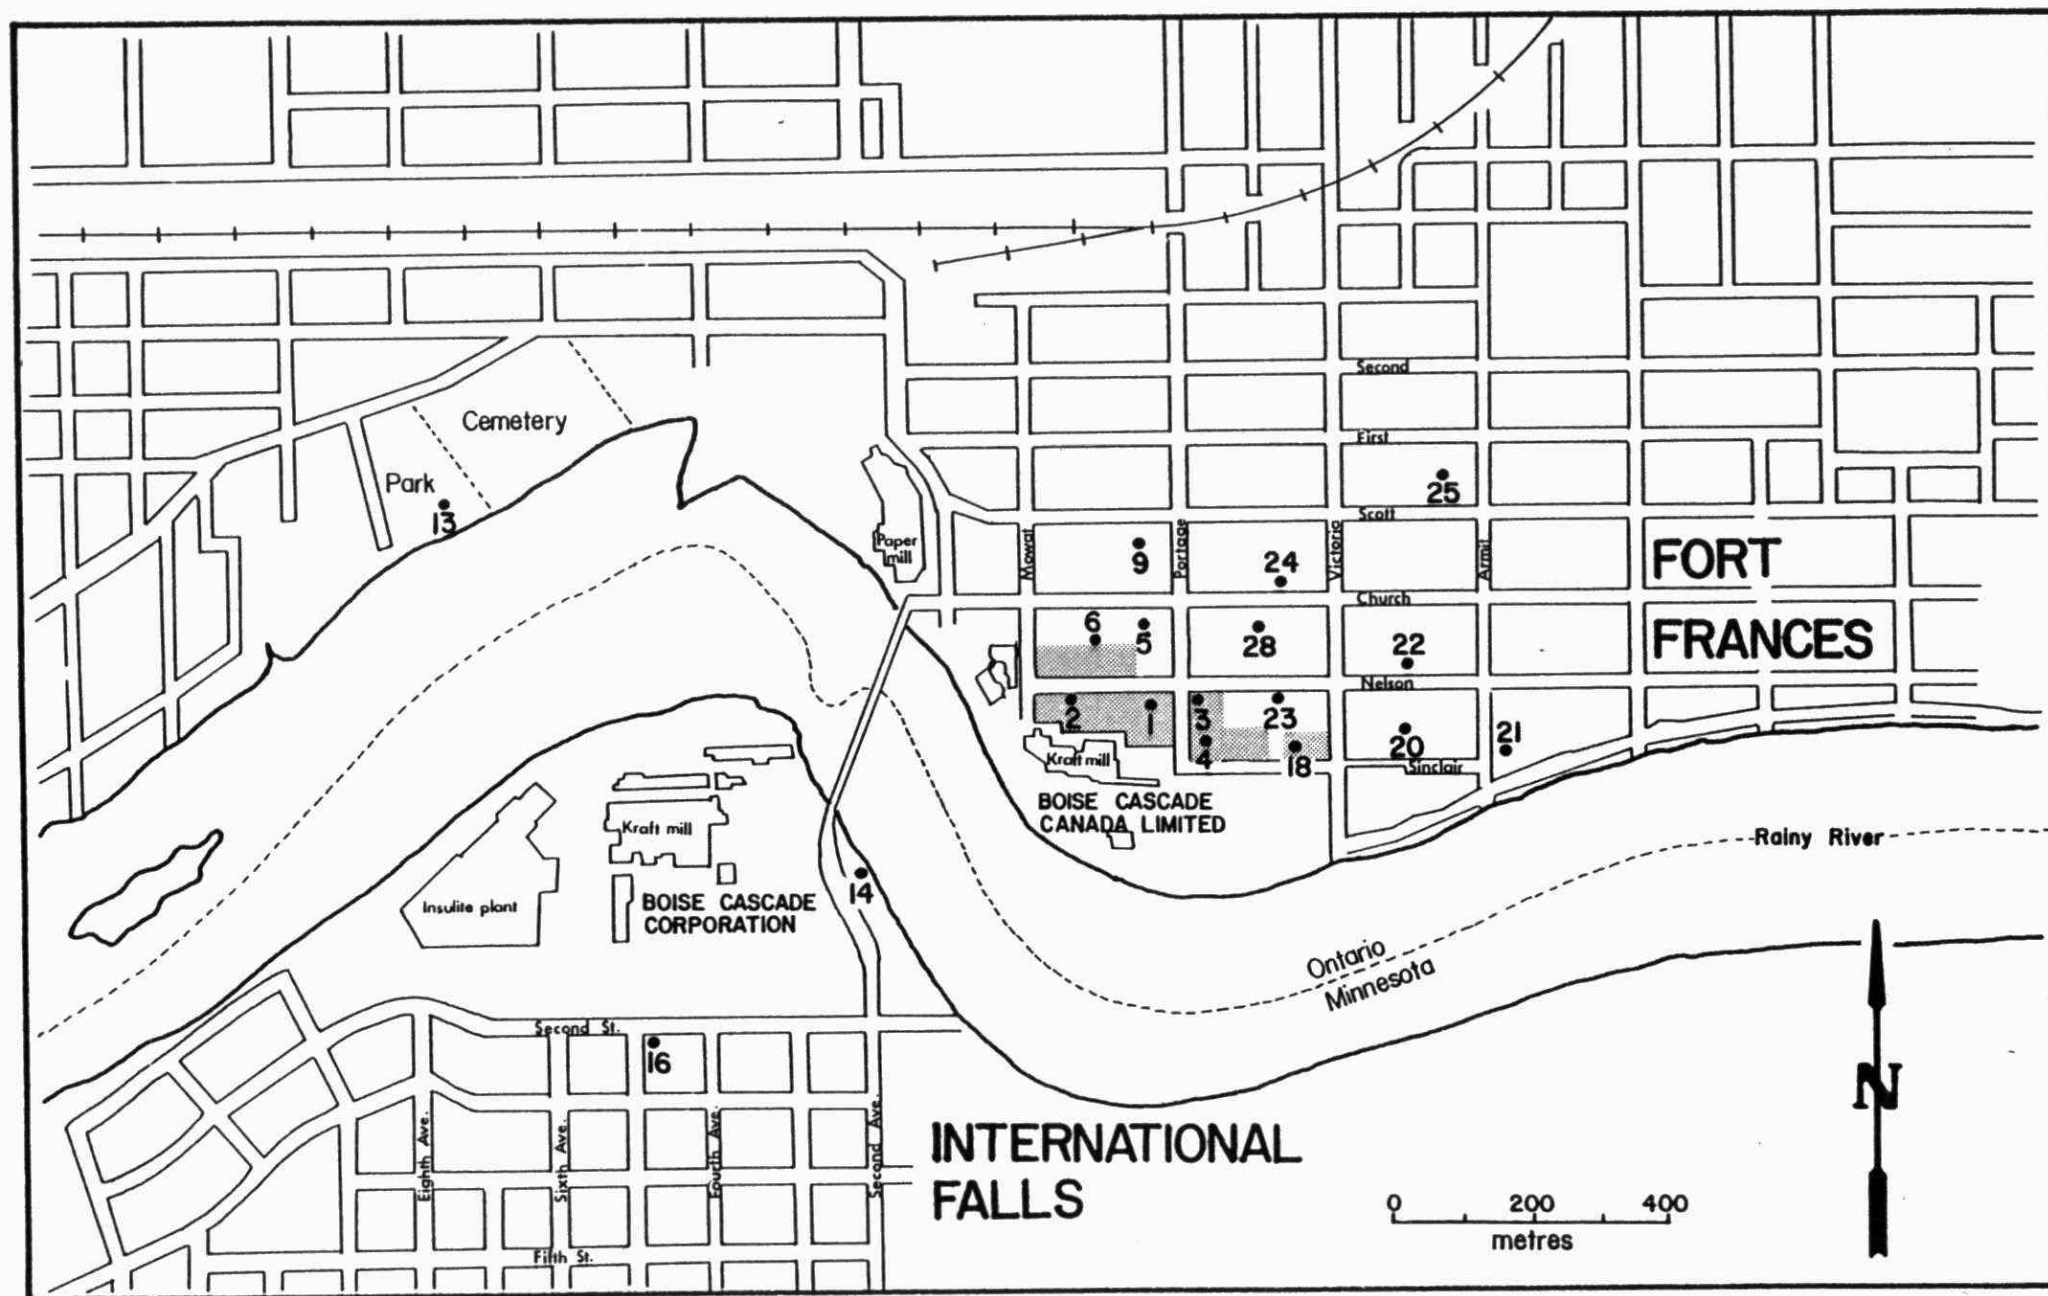 Second
Cemetery
First
Park
13
25
Scott
Paper
mill
Mowat
9
Portage
24
Victoria
Armit
FORT
FRANCES
Church
6
5
28
22
Nelson
2
1
3
23
4
18
20
21
Sinclair
Kraft mill
BOISE CASCADE
CANADA LIMITED
Kraft mill
Rainy River
Insulite plant
BOISE CASCADE
CORPORATION
14
Ontario
Minnesota
Second St.
16
N
Eighth Ave.
Sixth Ave.
Fourth Ave.
Second Ave.
INTERNATIONAL
FALLS
0 200 400
metres
Fifth St.